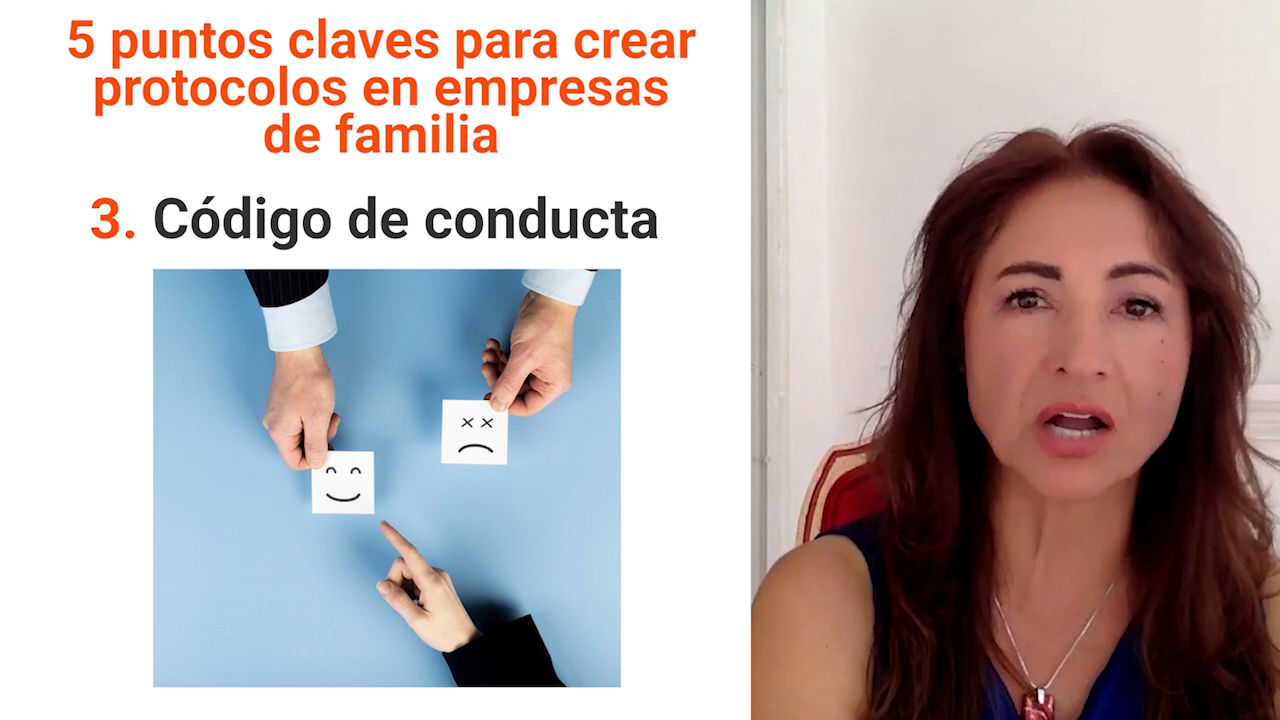 5 puntos claves para crear
protocolos en empresas
de familia
3. Código de conducta